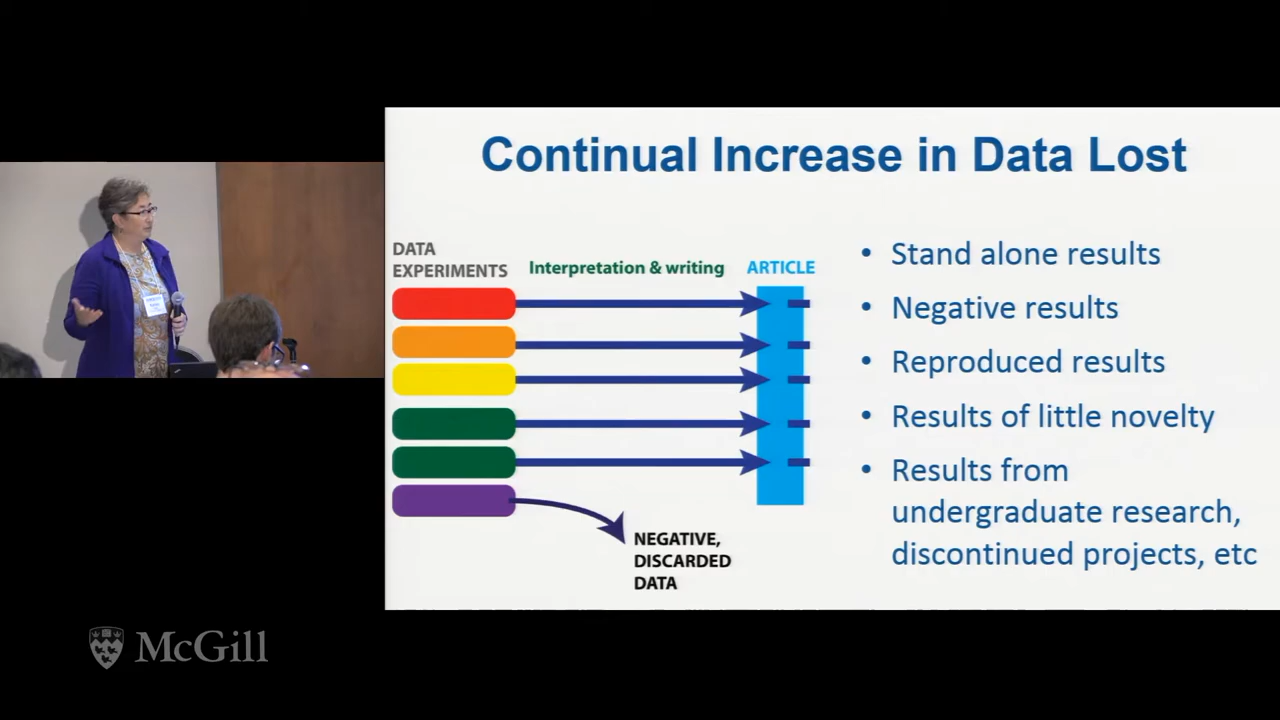 Continual Increase in Data Lost
DATA
EXPERIMENTS
Interpretation & writing
ARTICLE
NEGATIVE,
DISCARDED
DATA
• Stand alone results
• Negative results
• Reproduced results
• Results of little novelty
• Results from
undergraduate research,
discontinued projects, etc
McGill